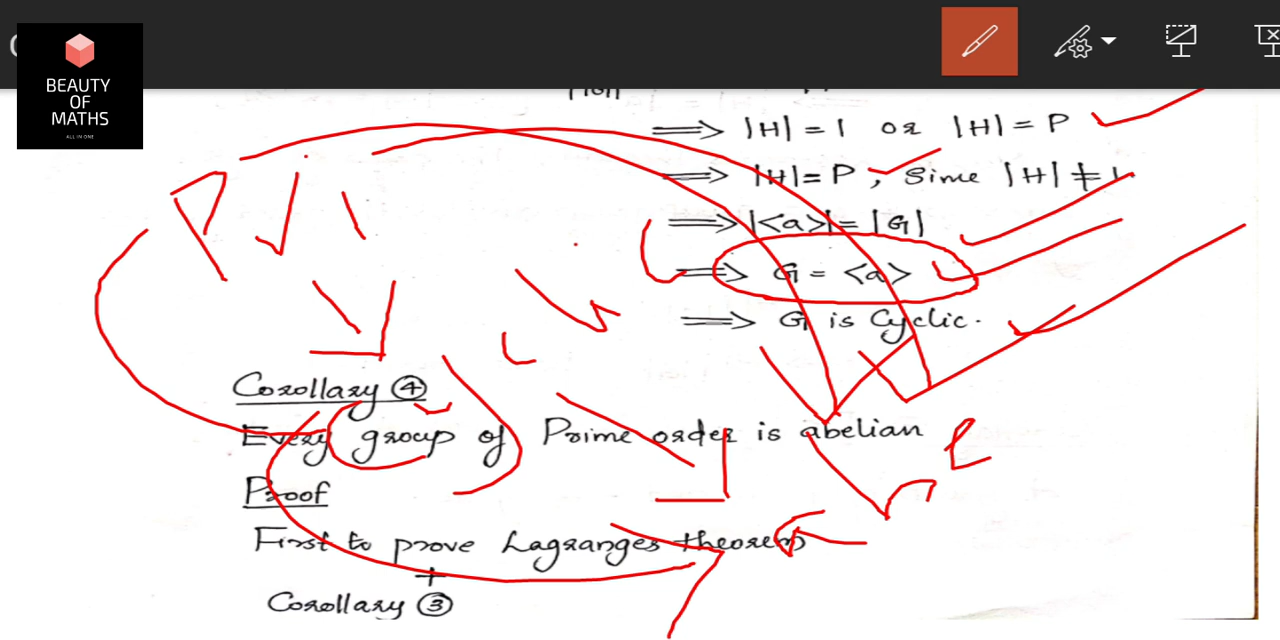 BEAUTY
OF
MATHS
ALL IN ONE
⟹ |H| = 1 or |H| = P
⟹ |H| = P, Sime |H| ≠ 1
⟹ |<a>| = |G|
⟹ G = <a>
⟹ G is Cyclic.
Corollary ④
Every group of Prime order is abelian
Proof
First to prove Lagranges theorem
+
Corollary ③